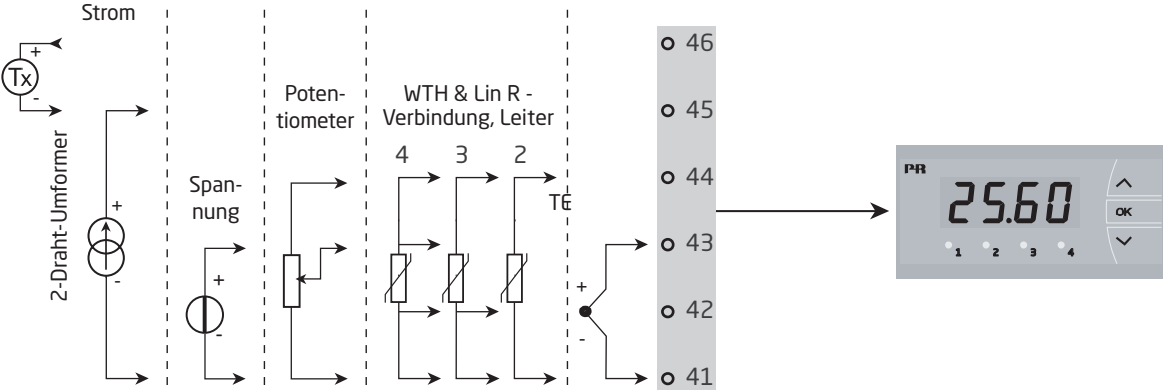 Strom
+
Tx
-
2-Draht-Umformer
+
-
Span-
nung
+
-
Poten-
tiometer
WTH & Lin R -
Verbindung, Leiter
4 3 2
TE
+
-
46
45
44
43
42
41
PR
25.60
OK
1 2 3 4